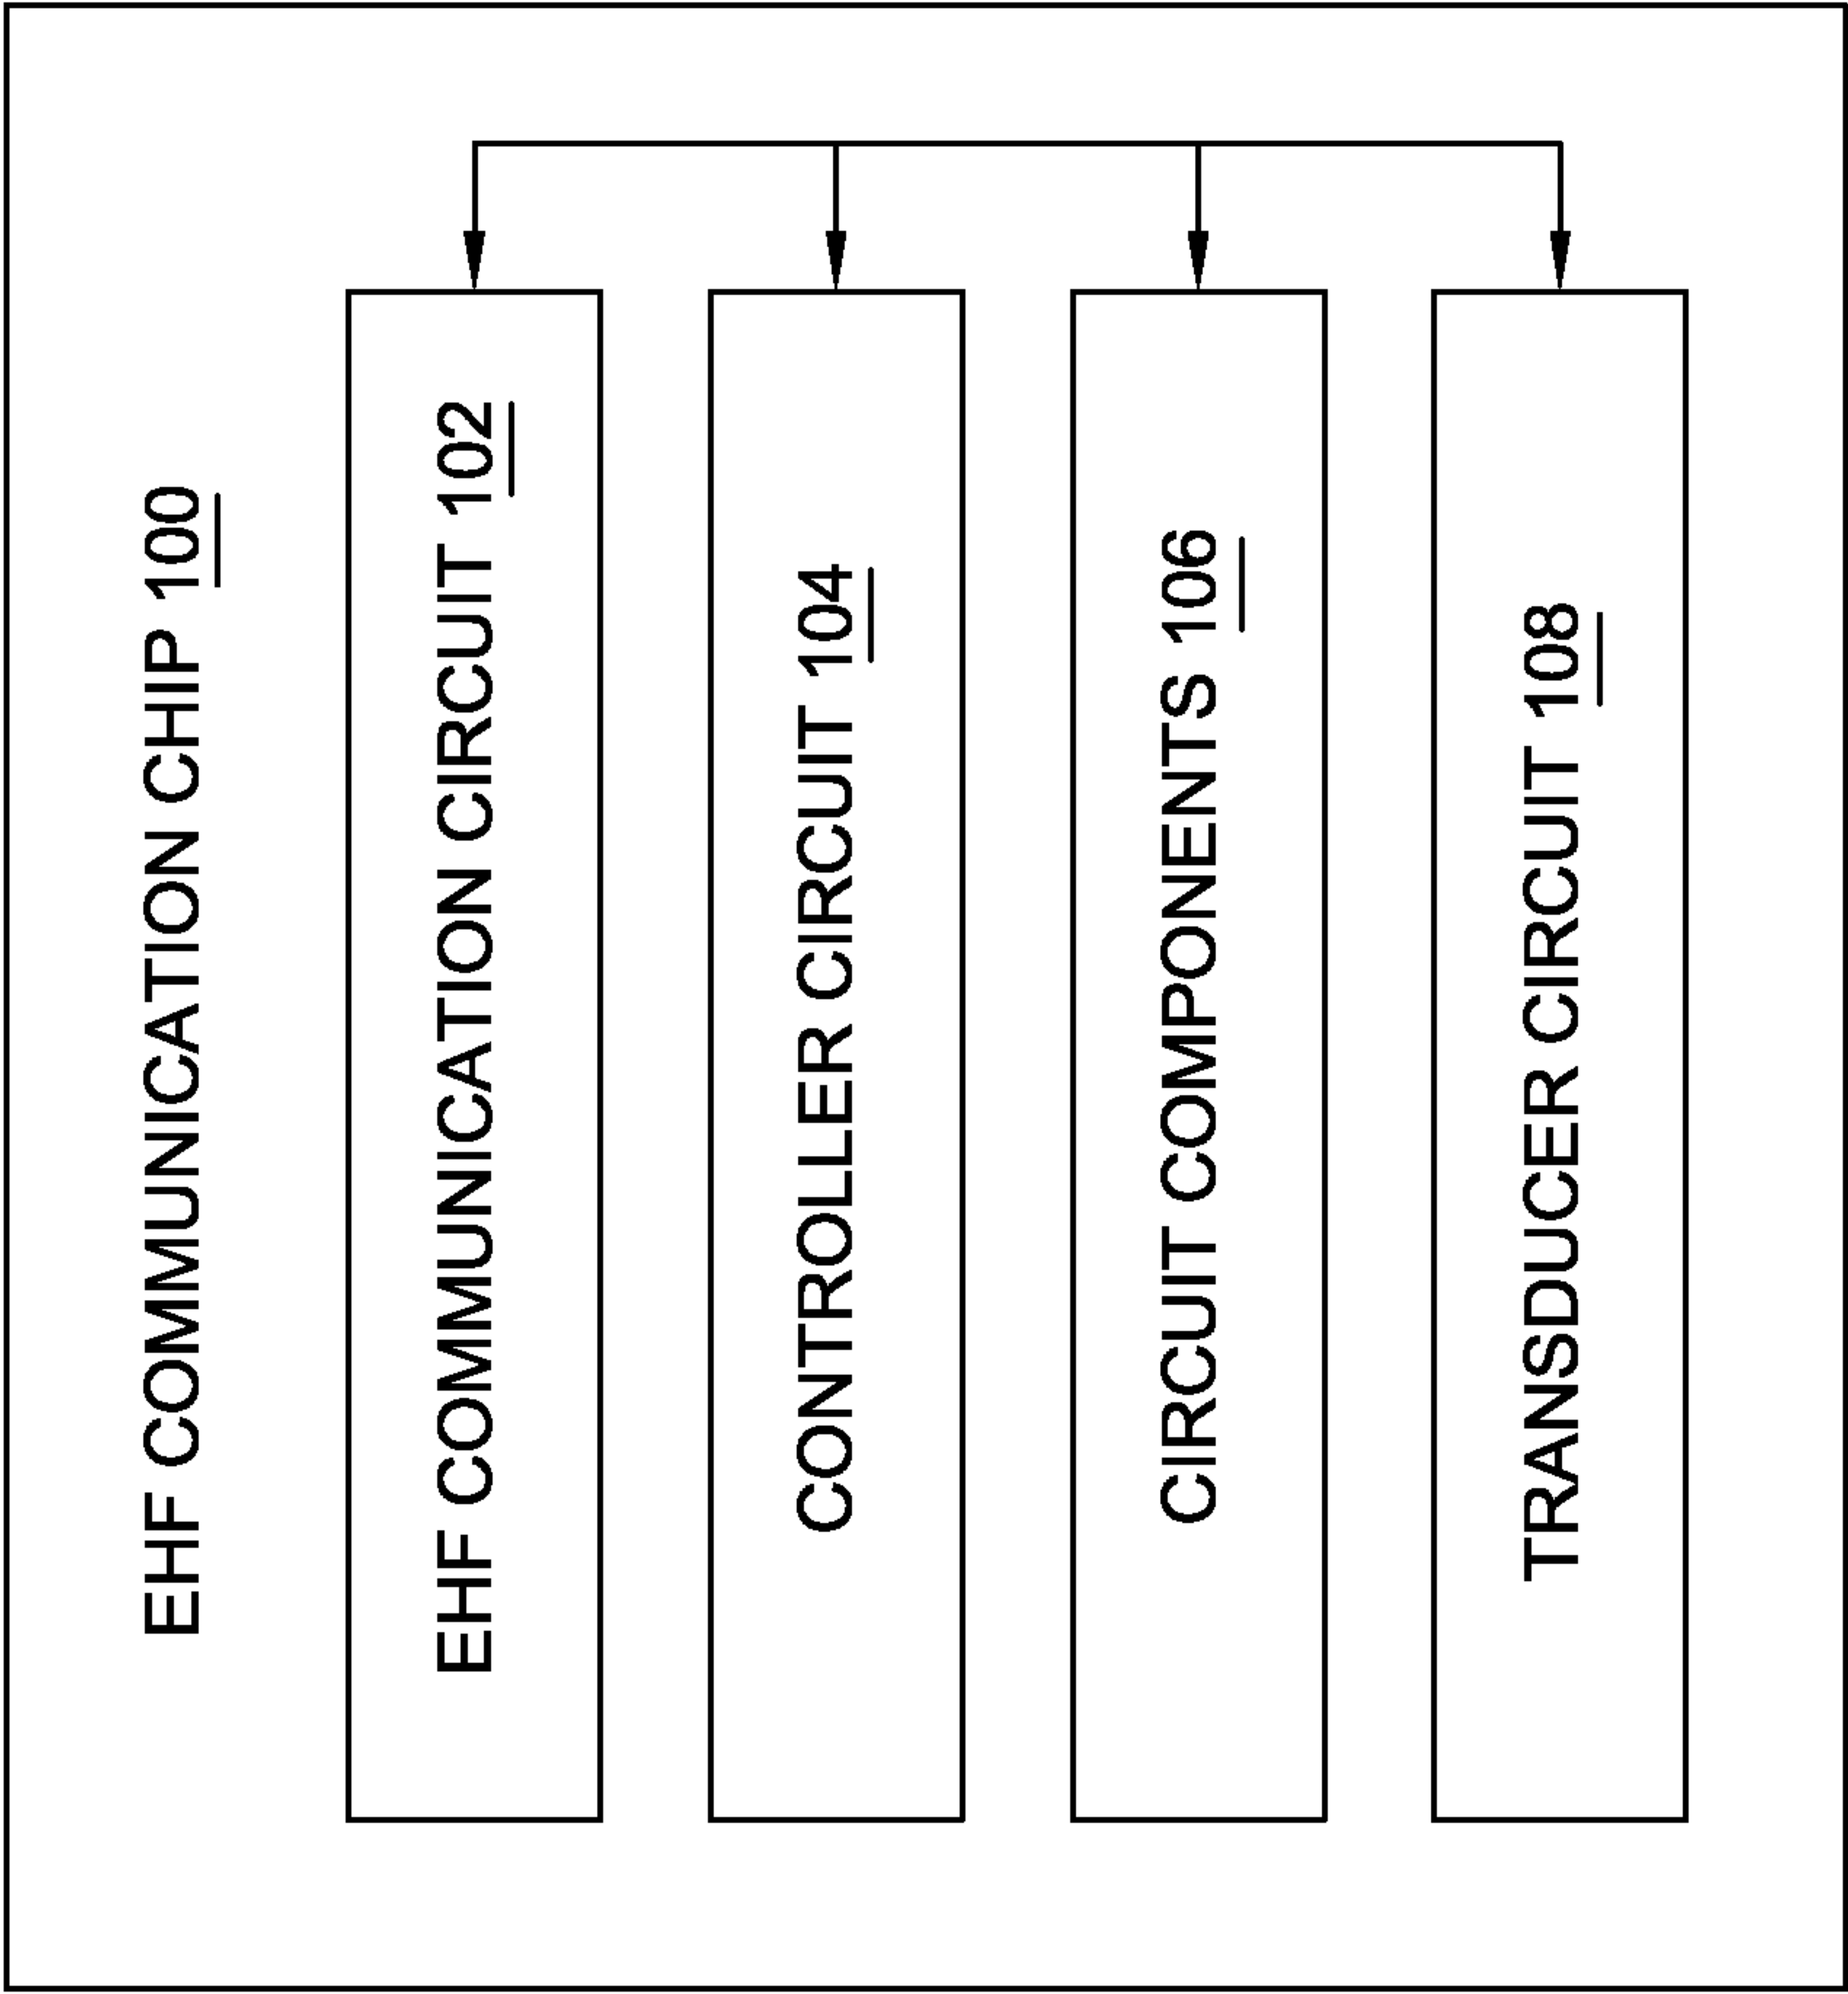 EHF COMMUNICATION CHIP 100
EHF COMMUNICATION CIRCUIT 102
CONTROLLER CIRCUIT 104
CIRCUIT COMPONENTS 106
TRANSDUCER CIRCUIT 108